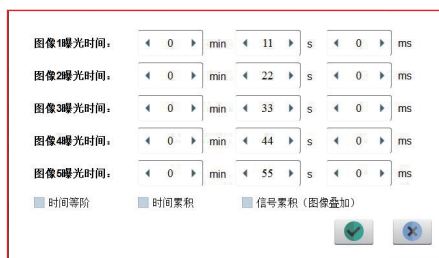 图像1曝光时间： 0 min 11 s 0 ms
图像2曝光时间： 0 min 22 s 0 ms
图像3曝光时间： 0 min 33 s 0 ms
图像4曝光时间： 0 min 44 s 0 ms
图像5曝光时间： 0 min 55 s 0 ms
时间等阶 时间累积 信号累积（图像叠加）